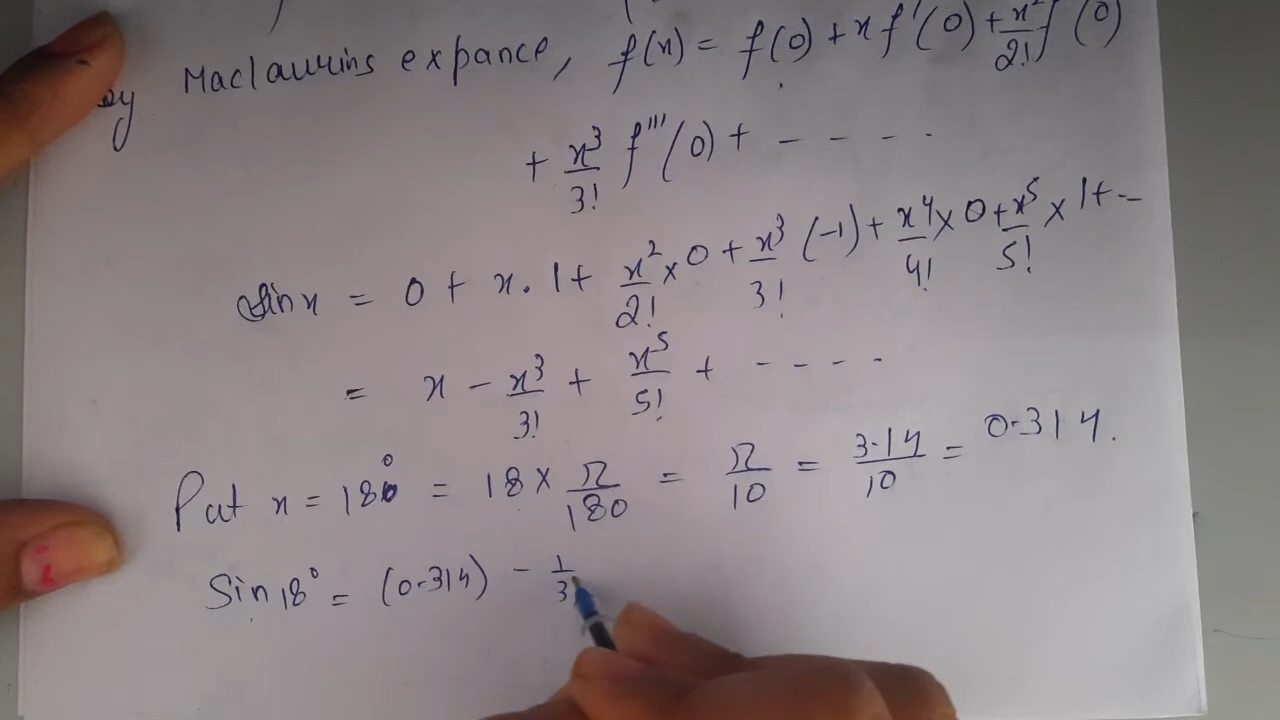 by Maclaurins expance, f(x) = f(0) + x f'(0) + x²/2! f''(0)
+ x³/3! f'''(0) + - - - -
Sin x = 0 + x . 1 + x²/2! × 0 + x³/3! (-1) + x⁴/4! × 0 + x⁵/5! × 1 + --
= x - x³/3! + x⁵/5! + - - - -
Put x = 18° = 18 × π/180 = π/10 = 3.14/10 = 0.314.
Sin 18° = (0.314) - 1/3